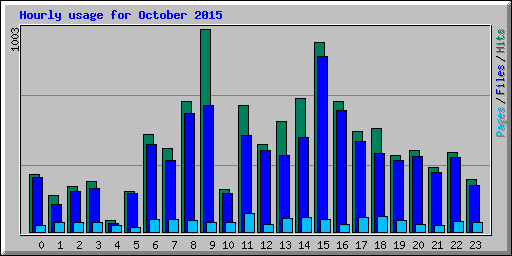 Hourly usage for October 2015
1003
Pages / Files / Hits
0 1 2 3 4 5 6 7 8 9 10 11 12 13 14 15 16 17 18 19 20 21 22 23